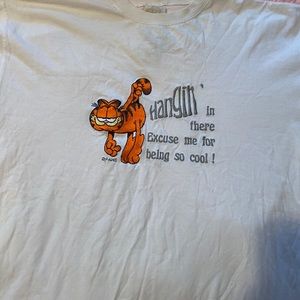 Hangin' in
there
Excuse me for
being so cool !